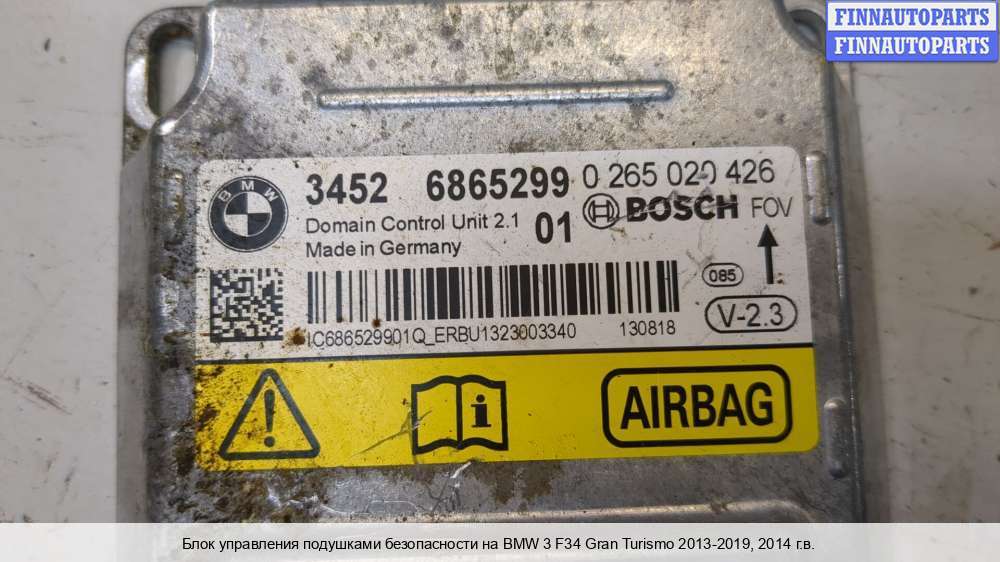 FINNAUTOPARTS
FINNAUTOPARTS
BMW
3452 6865299 0 265 020 426
Domain Control Unit 2.1 01 BOSCH FOV
Made in Germany
085
V-2.3
IC686529901Q_ERBU1323003340 130818
AIRBAG
Блок управления подушками безопасности на BMW 3 F34 Gran Turismo 2013-2019, 2014 г.в.